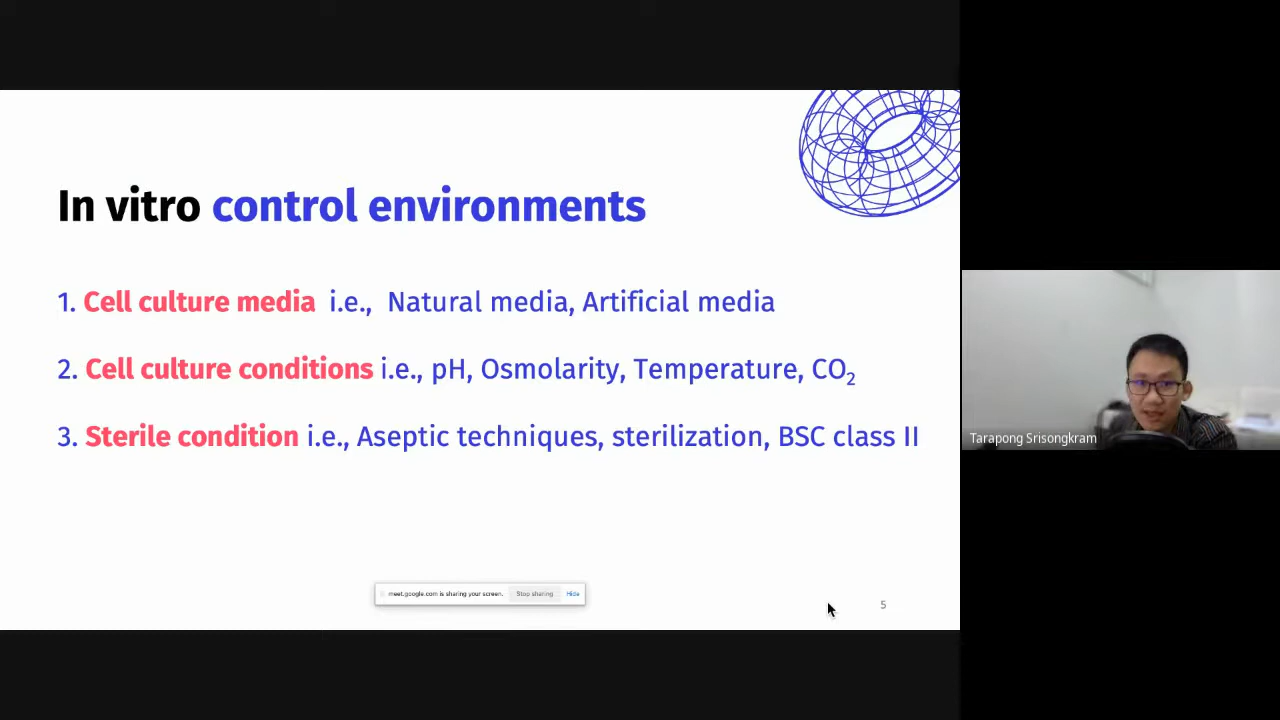 In vitro control environments
1. Cell culture media i.e., Natural media, Artificial media
2. Cell culture conditions i.e., pH, Osmolarity, Temperature, CO₂
3. Sterile condition i.e., Aseptic techniques, sterilization, BSC class II
Tarapong Srisongkram
meet.google.com is sharing your screen. Stop sharing Hide
5